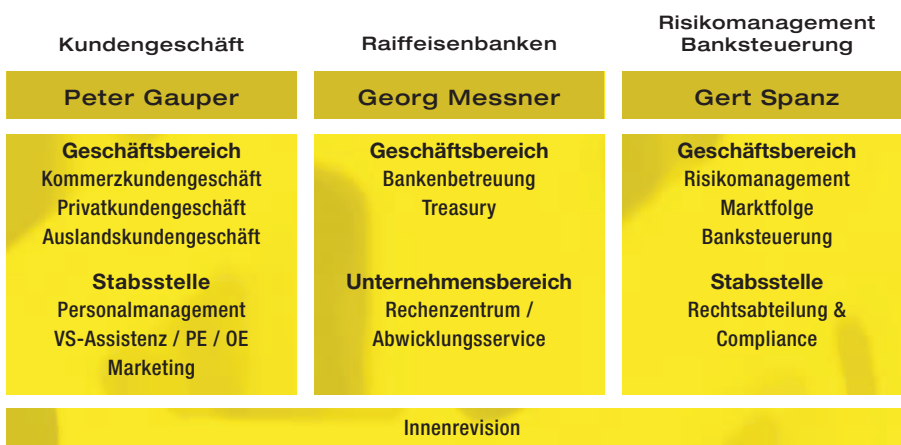 Kundengeschäft
Peter Gauper
Geschäftsbereich
Kommerzkundengeschäft
Privatkundengeschäft
Auslandskundengeschäft
Stabsstelle
Personalmanagement
VS-Assistenz / PE / OE
Marketing
Raiffeisenbanken
Georg Messner
Geschäftsbereich
Bankenbetreuung
Treasury
Unternehmensbereich
Rechenzentrum /
Abwicklungsservice
Risikomanagement
Banksteuerung
Gert Spanz
Geschäftsbereich
Risikomanagement
Marktfolge
Banksteuerung
Stabsstelle
Rechtsabteilung &
Compliance
Innenrevision